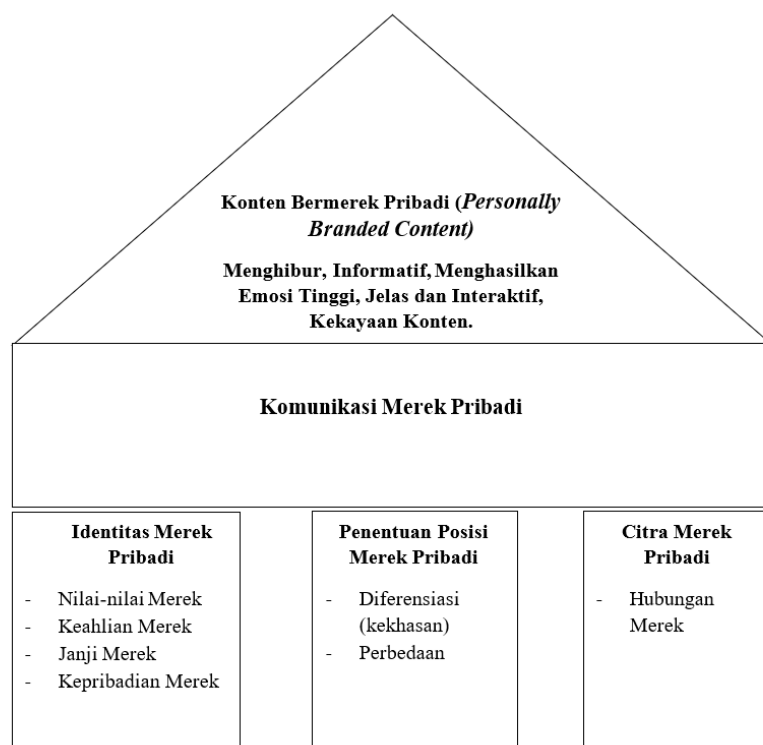 Konten Bermerek Pribadi (Personally
Branded Content)
Menghibur, Informatif, Menghasilkan
Emosi Tinggi, Jelas dan Interaktif,
Kekayaan Konten.
Komunikasi Merek Pribadi
Identitas Merek
Pribadi
- Nilai-nilai Merek
- Keahlian Merek
- Janji Merek
- Kepribadian Merek
Penentuan Posisi
Merek Pribadi
- Diferensiasi
(kekhasan)
- Perbedaan
Citra Merek
Pribadi
- Hubungan
Merek